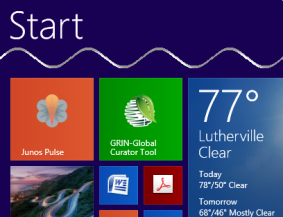 Start
Junos Pulse
GRIN-Global
Curator Tool
77°
Lutherville
Clear
Today
78°/50° Clear
Tomorrow
68°/46° Mostly Clear